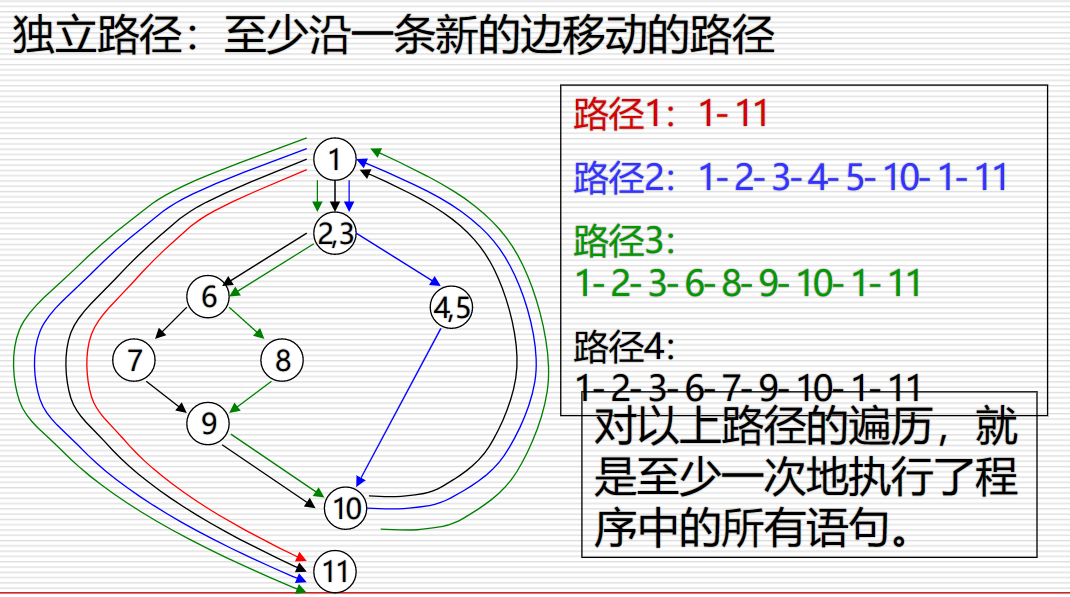 独立路径：至少沿一条新的边移动的路径
路径1：1-11
路径2：1-2-3-4-5-10-1-11
路径3：
1-2-3-6-8-9-10-1-11
路径4：
1-2-3-6-7-9-10-1-11
对以上路径的遍历，就
是至少一次地执行了程
序中的所有语句。
1
2,3
6
4,5
7
8
9
10
11